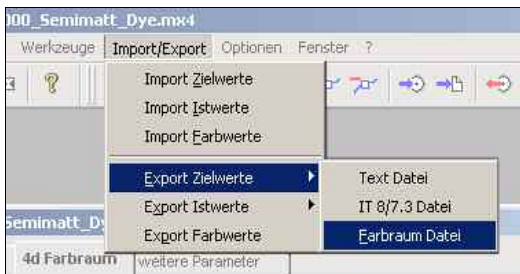 000_Semimatt_Dye.mx4
Werkzeuge Import/Export Optionen Fenster ?
Import Zielwerte
Import Istwerte
Import Farbwerte
Export Zielwerte
Text Datei
Export Istwerte
IT 8/7.3 Datei
Export Farbwerte
Farbraum Datei
Semimatt_Dy
4d Farbraum weitere Parameter